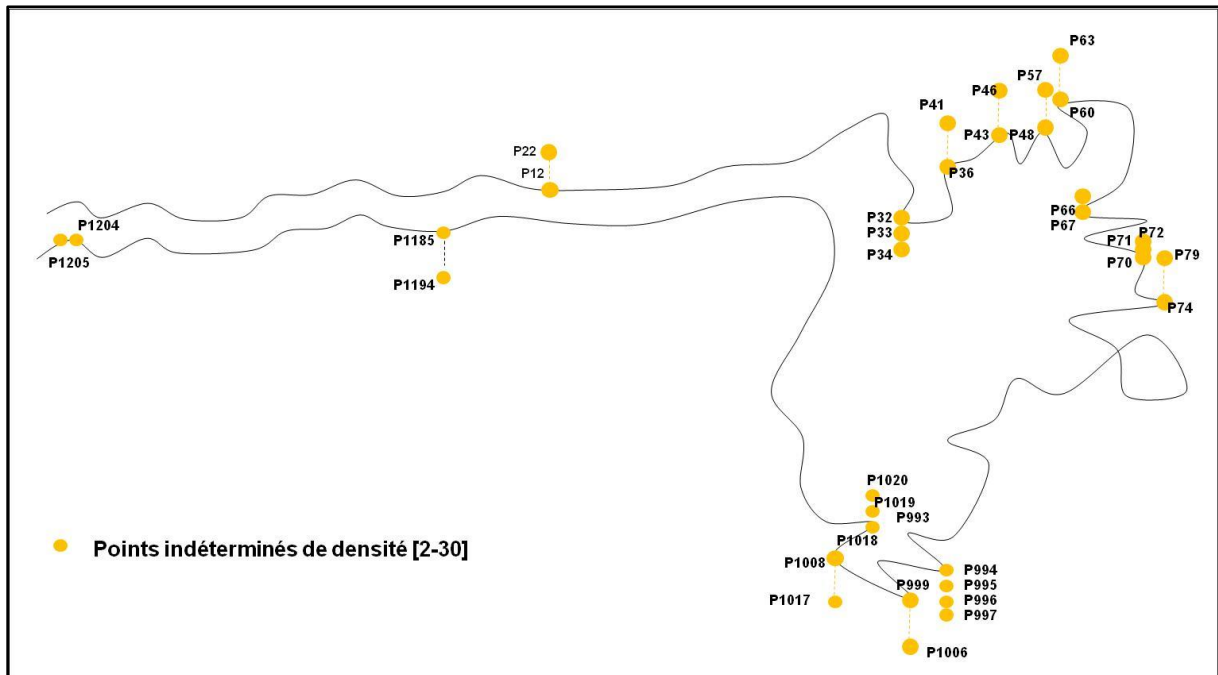 P63
P57
P46
P60
P41
P43
P48
P22
P36
P12
P32
P66
P1204
P67
P33
P71
P72
P1185
P34
P79
P70
P1205
P1194
P74
P1020
P1019
P993
P1018
Points indéterminés de densité [2-30]
P1008
P994
P999
P995
P1017
P996
P997
P1006